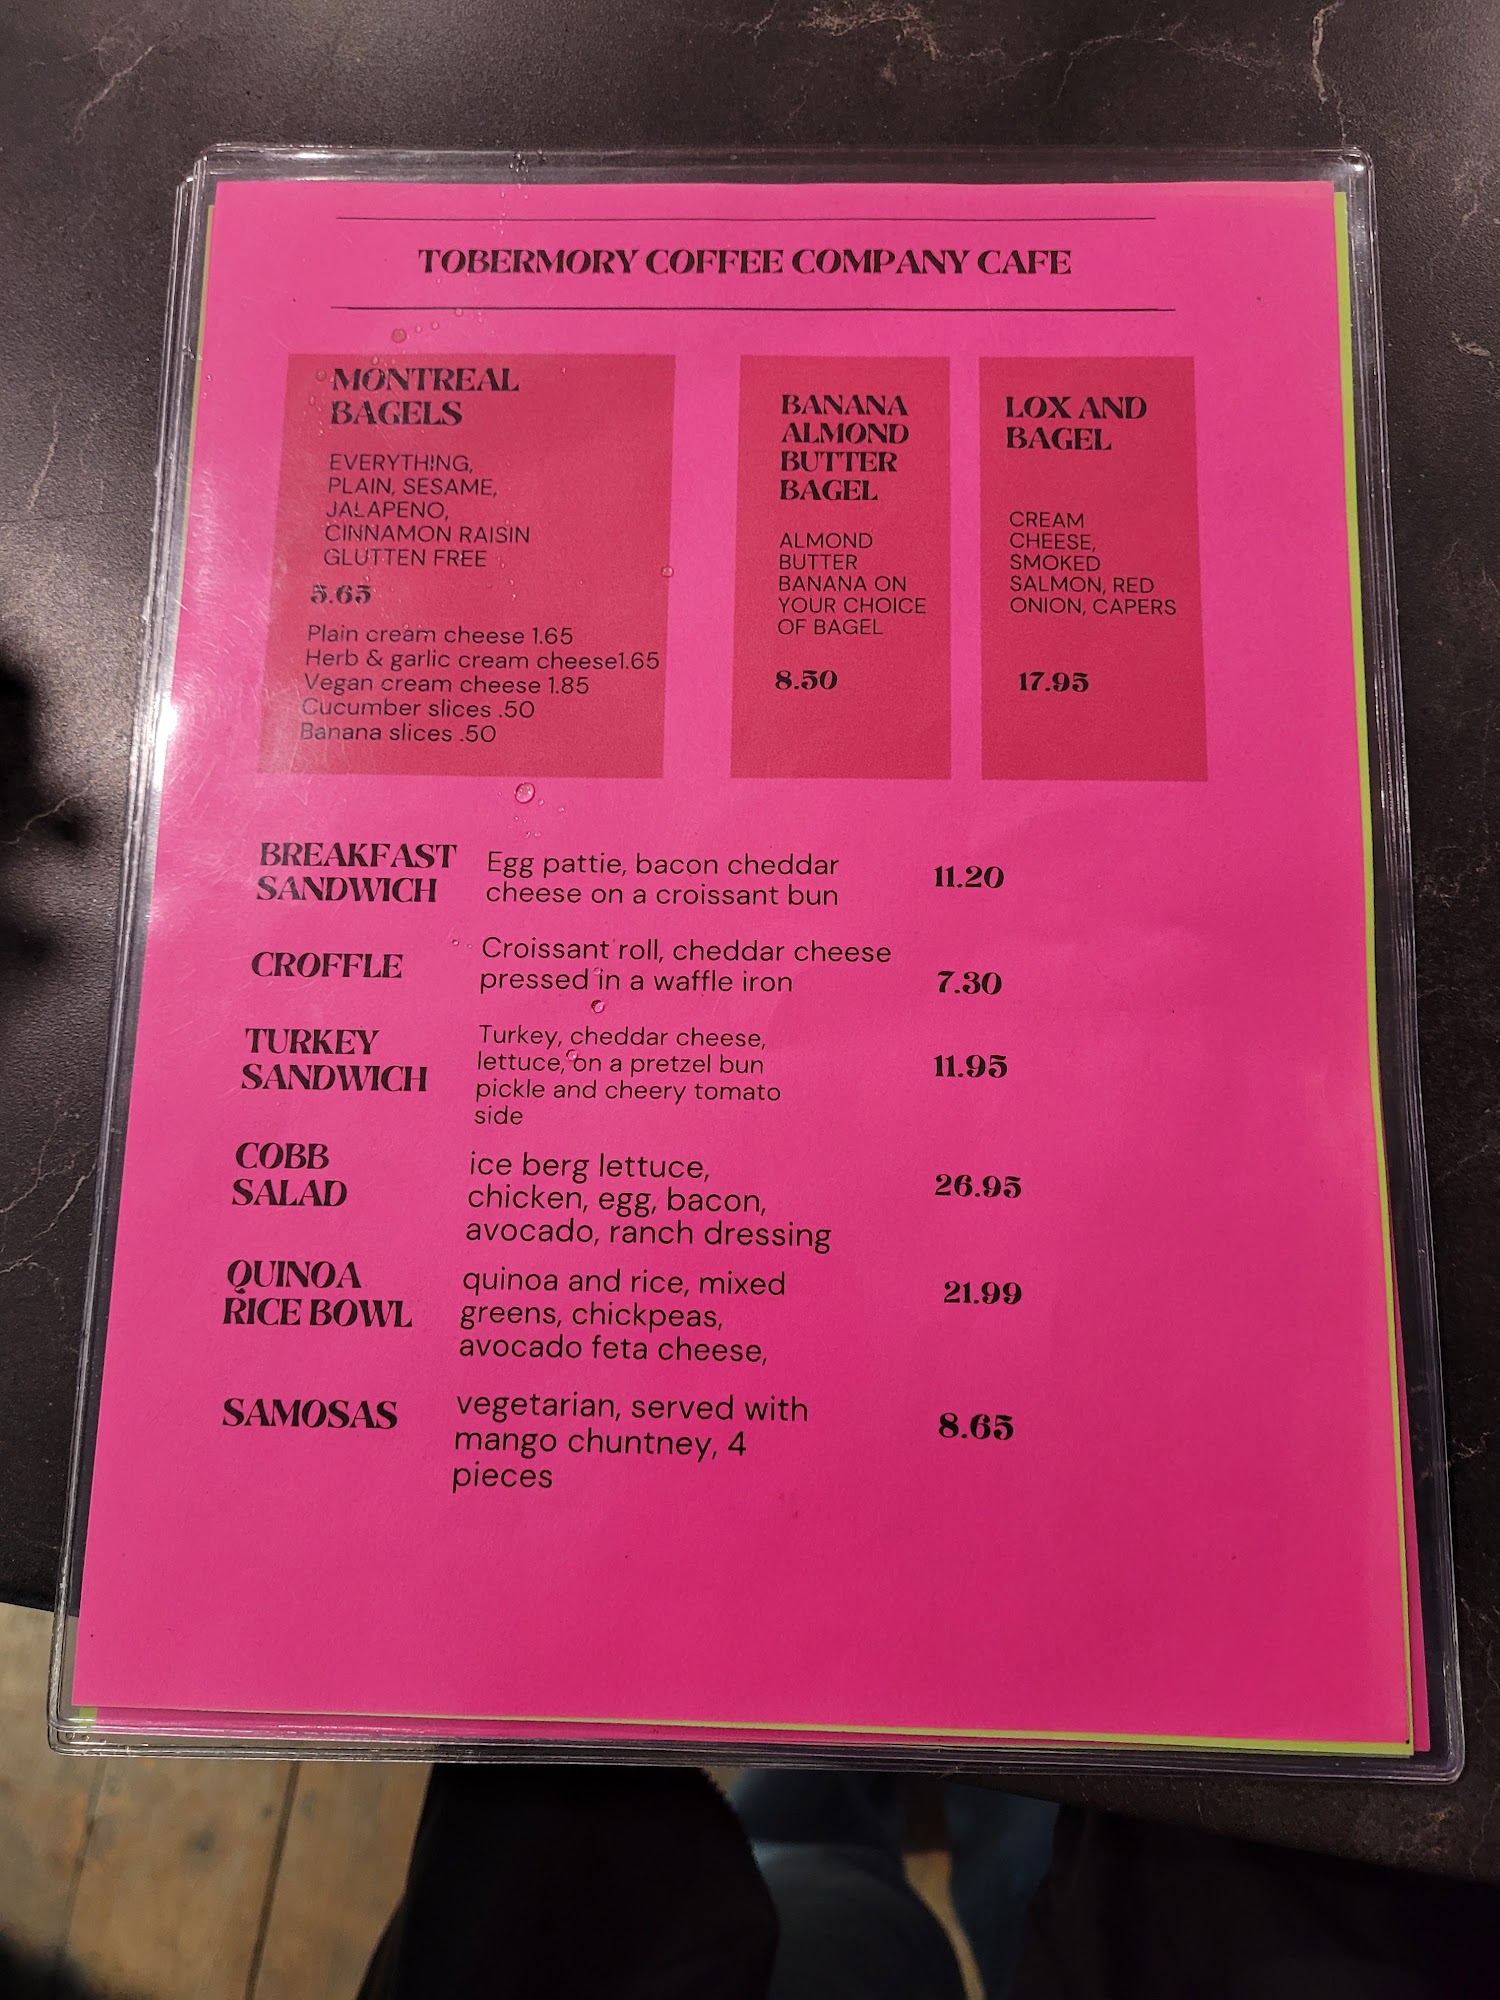 TOBERMORY COFFEE COMPANY CAFE
MONTREAL
BAGELS
EVERYTHING,
PLAIN, SESAME,
JALAPENO,
CINNAMON RAISIN
GLUTTEN FREE
5.65
Plain cream cheese 1.65
Herb & garlic cream cheese1.65
Vegan cream cheese 1.85
Cucumber slices .50
Banana slices .50
BANANA
ALMOND
BUTTER
BAGEL
ALMOND
BUTTER
BANANA ON
YOUR CHOICE
OF BAGEL
8.50
LOX AND
BAGEL
CREAM
CHEESE,
SMOKED
SALMON, RED
ONION, CAPERS
17.95
BREAKFAST
SANDWICH
Egg pattie, bacon cheddar
cheese on a croissant bun
11.20
CROFFLE
Croissant roll, cheddar cheese
pressed in a waffle iron
7.30
TURKEY
SANDWICH
Turkey, cheddar cheese,
lettuce, on a pretzel bun
pickle and cheery tomato
side
11.95
COBB
SALAD
ice berg lettuce,
chicken, egg, bacon,
avocado, ranch dressing
26.95
QUINOA
RICE BOWL
quinoa and rice, mixed
greens, chickpeas,
avocado feta cheese,
21.99
SAMOSAS
vegetarian, served with
mango chuntney, 4
pieces
8.65